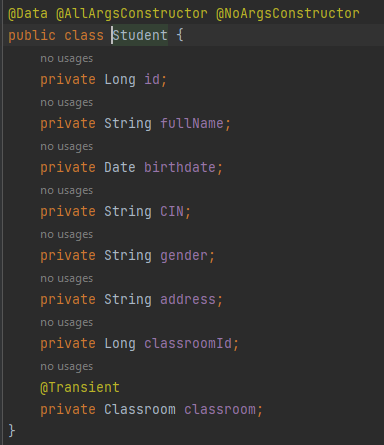 @Data @AllArgsConstructor @NoArgsConstructor
public class Student {
no usages
private Long id;
no usages
private String fullName;
no usages
private Date birthdate;
no usages
private String CIN;
no usages
private String gender;
no usages
private String address;
no usages
private Long classroomId;
no usages
@Transient
private Classroom classroom;
}